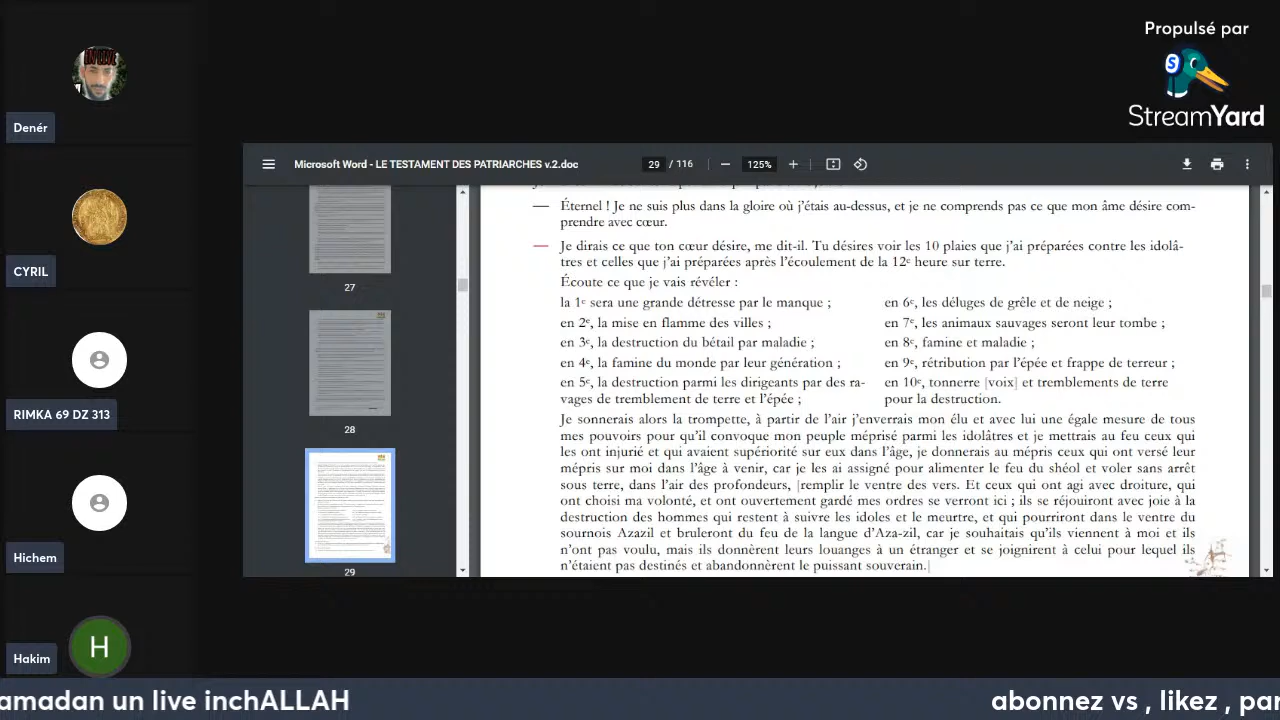 Propulsé par
StreamYard
EN LIVE
Denér
CYRIL
RIMKA 69 DZ 313
Hichem
H
Hakim
Microsoft Word - LE TESTAMENT DES PATRIARCHES v.2.doc
29 / 116
125%
27
28
29
— Éternel ! Je ne suis plus dans la gloire où j’étais au-dessus, et je ne comprends pas ce que mon âme désire com-
prendre avec cœur.
— Je dirais ce que ton cœur désire, me dit-il. Tu désires voir les 10 plaies que j’ai préparées contre les idolâ-
tres et celles que j’ai préparées après l’écoulement de la 12e heure sur terre.
Écoute ce que je vais révéler :
la 1e sera une grande détresse par le manque ;
en 2e, la mise en flamme des villes ;
en 3e, la destruction du bétail par maladie ;
en 4e, la famine du monde par leur génération ;
en 5e, la destruction parmi les dirigeants par des ra-
vages de tremblement de terre et l’épée ;
en 6e, les déluges de grêle et de neige ;
en 7e, les animaux sauvages seront leur tombe ;
en 8e, famine et maladie ;
en 9e, rétribution par l’épée et frappe de terreur ;
en 10e, tonnerre [voix] et tremblements de terre
pour la destruction.
Je sonnerais alors la trompette, à partir de l’air j’enverrais mon élu et avec lui une égale mesure de tous
mes pouvoirs pour qu’il convoque mon peuple méprisé parmi les idolâtres et je mettrais au feu ceux qui
les ont injuriés et qui avaient autorité sur eux dans l’âge, je donnerais au mépris ceux qui ont versé leur
mépris sur moi dans l’âge à venir car je les ai assigné pour alimenter le feu du shéol et voler sans arrêt
sous terre, dans l’air des profondeurs, remplir le ventre des vers. Et ceux qui ont agi avec droiture, qui
ont choisi ma volonté, et ont ouvertement gardé mes ordres se verront ici, ils se réjouront avec joie à la
destruction des hommes qui restent à suivre les idoles et le meurtre, et qui pourriront dans le ventre du
sournois Azazil et bruleront du feu de la langue d’Aza-zil, car je souhaitais qu’ils viennent à moi et ils
n’ont pas voulu, mais ils donnèrent leurs louanges à un étranger et se joignirent à celui pour lequel ils
n’étaient pas destinés et abandonnèrent le puissant souverain.
amadan un live inchALLAH
abonnez vs , likez , par